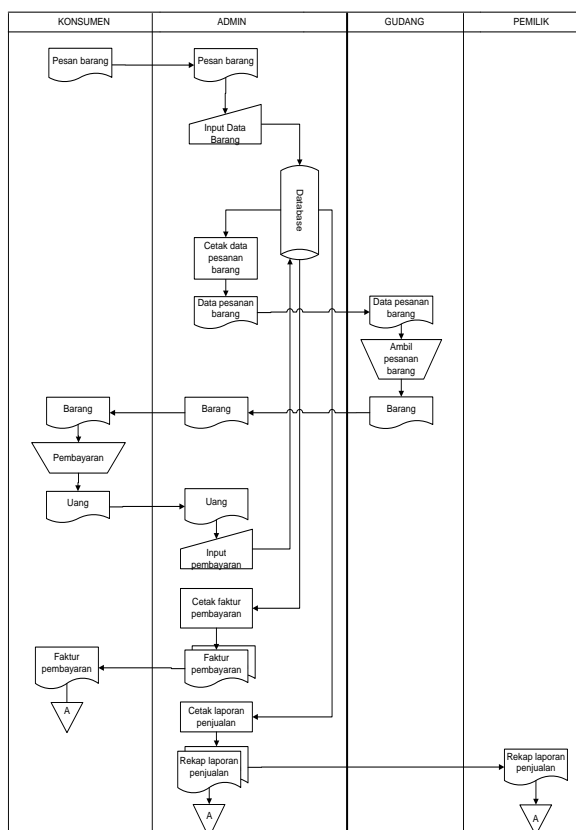 KONSUMEN
ADMIN
GUDANG
PEMILIK
Pesan barang
Pesan barang
Input Data
Barang
Database
Cetak data
pesanan
barang
Data pesanan
barang
Data pesanan
barang
Ambil
pesanan
barang
Barang
Barang
Barang
Pembayaran
Uang
Uang
Input
pembayaran
Cetak faktur
pembayaran
Faktur
pembayaran
Faktur
pembayaran
A
Cetak laporan
penjualan
Rekap laporan
penjualan
Rekap laporan
penjualan
A
A